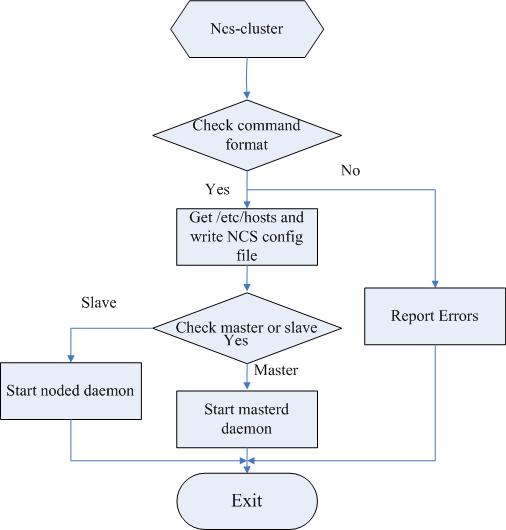 Ncs-cluster
Check command
format
No
Yes
Get /etc/hosts and
write NCS config
file
Slave
Check master or slave
Yes
Report Errors
Master
Start noded daemon
Start masterd
daemon
Exit